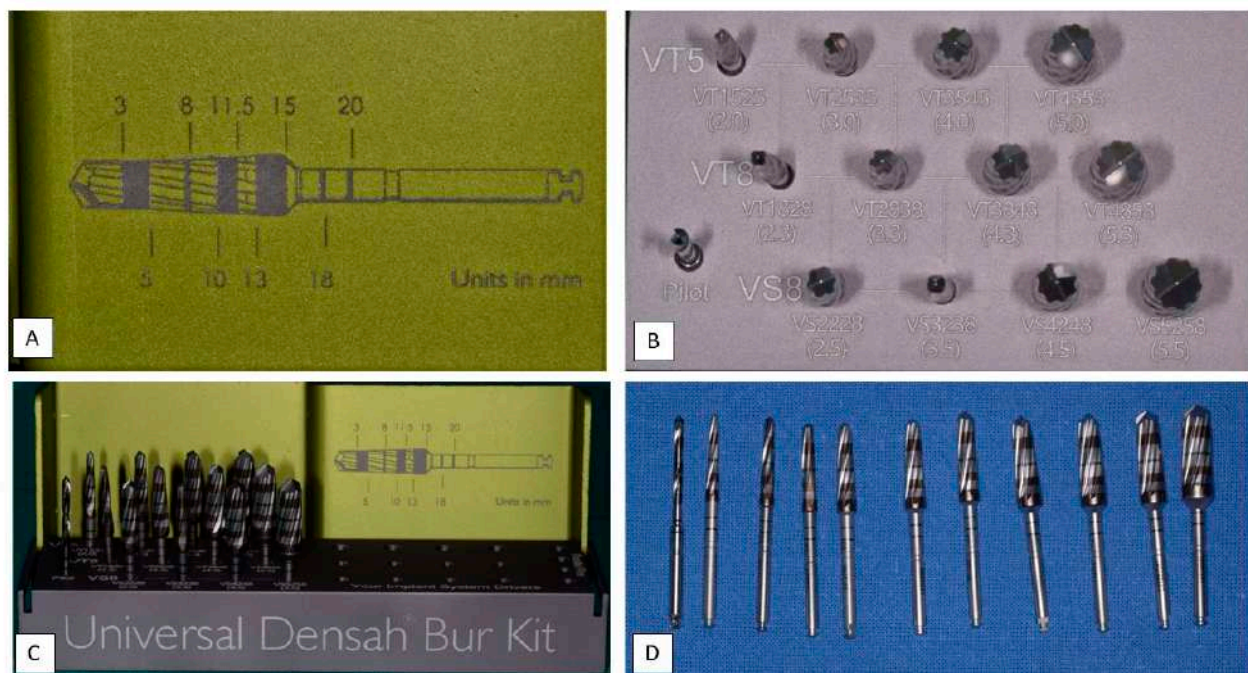 3 8 11.5 15 20
5 10 13 18 Units in mm
A
VT5
VT1525 VT2535 VT3545 VT4555
(2.0) (3.0) (4.0) (5.0)
VT8
VT1828 VT2838 VT3848 VT4858
(2.3) (3.3) (4.3) (5.3)
Pilot VS8
VS2228 VS3238 VS4248 VS5258
(2.5) (3.5) (4.5) (5.5)
B
3 8 11.5 15 20
5 10 13 18 Units in mm
VT8
Pilot VS8
Your Implant System Drivers
Universal Densah Bur Kit
C
D